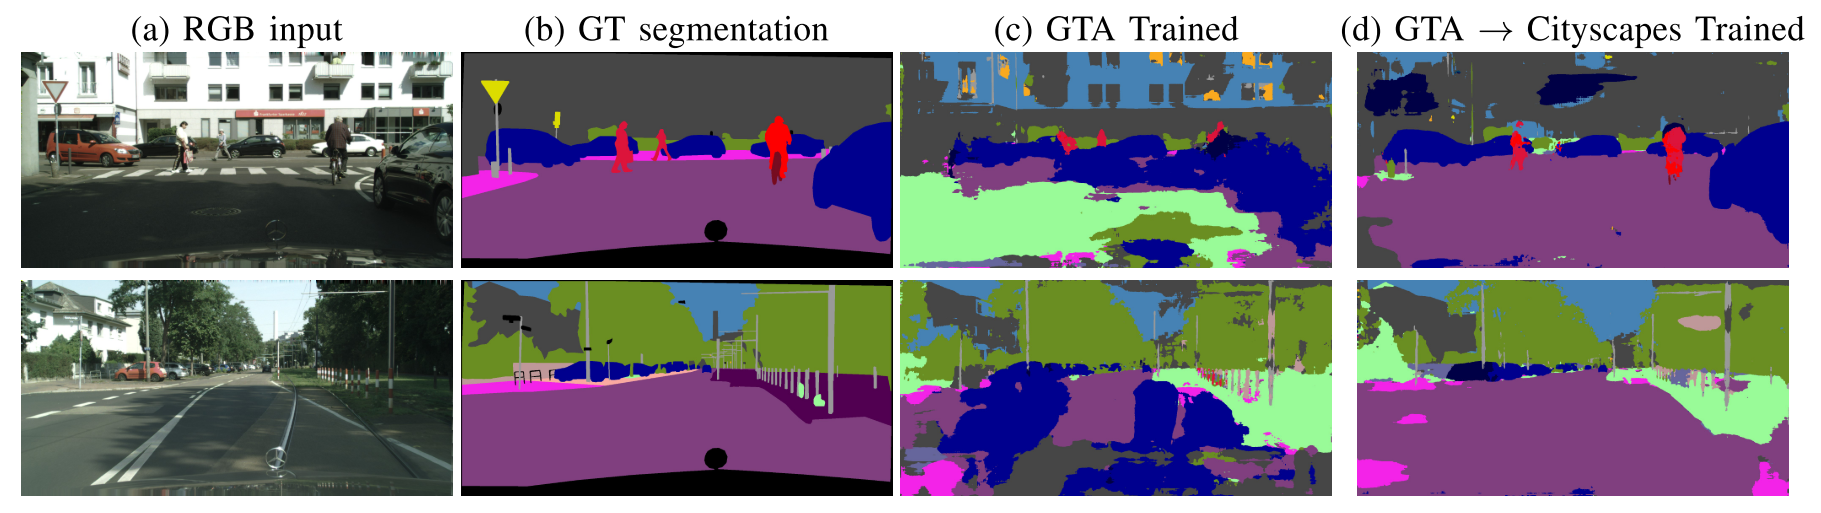 (a) RGB input
(b) GT segmentation
(c) GTA Trained
(d) GTA → Cityscapes Trained